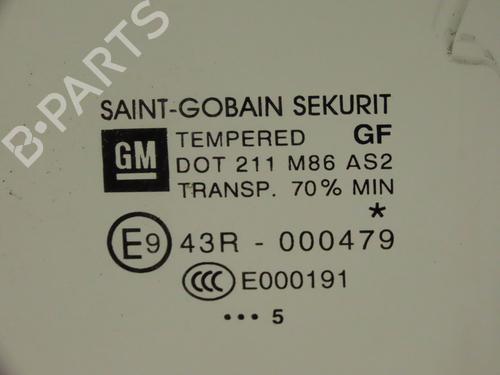 B-PARTS
SAINT-GOBAIN SEKURIT
GM TEMPERED GF
DOT 211 M86 AS2
TRANSP. 70% MIN
*
E9 43R - 000479
CCC E000191
••• 5